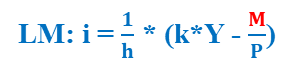 LM: i = 1/h * (k*Y - M/P)